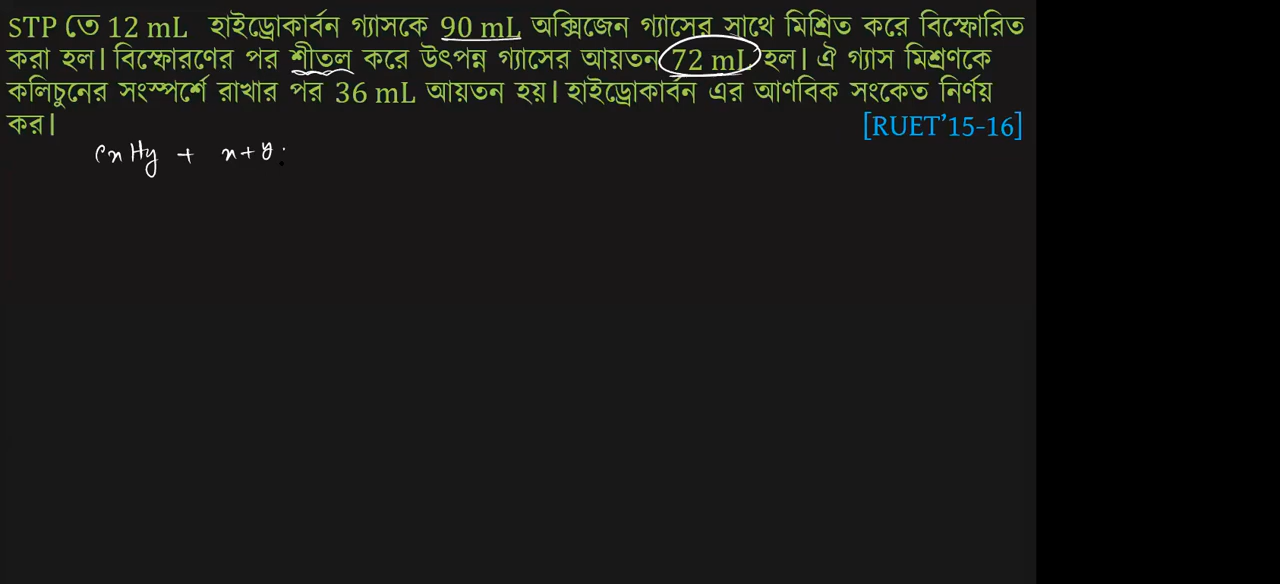 STP তে 12 mL হাইড্রোকার্বন গ্যাসকে 90 mL অক্সিজেন গ্যাসের সাথে মিশ্রিত করে বিস্ফোরিত
করা হল। বিস্ফোরণের পর শীতল করে উৎপন্ন গ্যাসের আয়তন 72 mL হল। ঐ গ্যাস মিশ্রণকে
কলিচুনের সংস্পর্শে রাখার পর 36 mL আয়তন হয়। হাইড্রোকার্বন এর আণবিক সংকেত নির্ণয়
কর। [RUET'15-16]
CxHy + x+